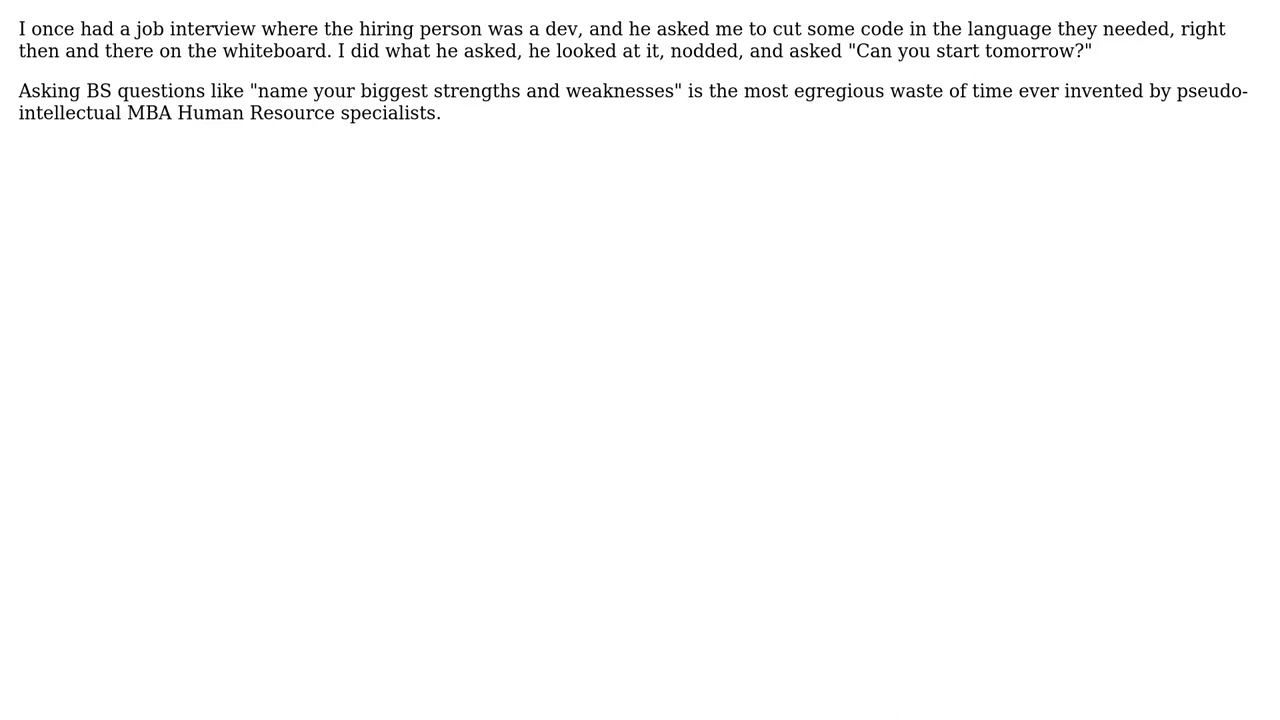 I once had a job interview where the hiring person was a dev, and he asked me to cut some code in the language they needed, right
then and there on the whiteboard. I did what he asked, he looked at it, nodded, and asked "Can you start tomorrow?"
Asking BS questions like "name your biggest strengths and weaknesses" is the most egregious waste of time ever invented by pseudo-
intellectual MBA Human Resource specialists.